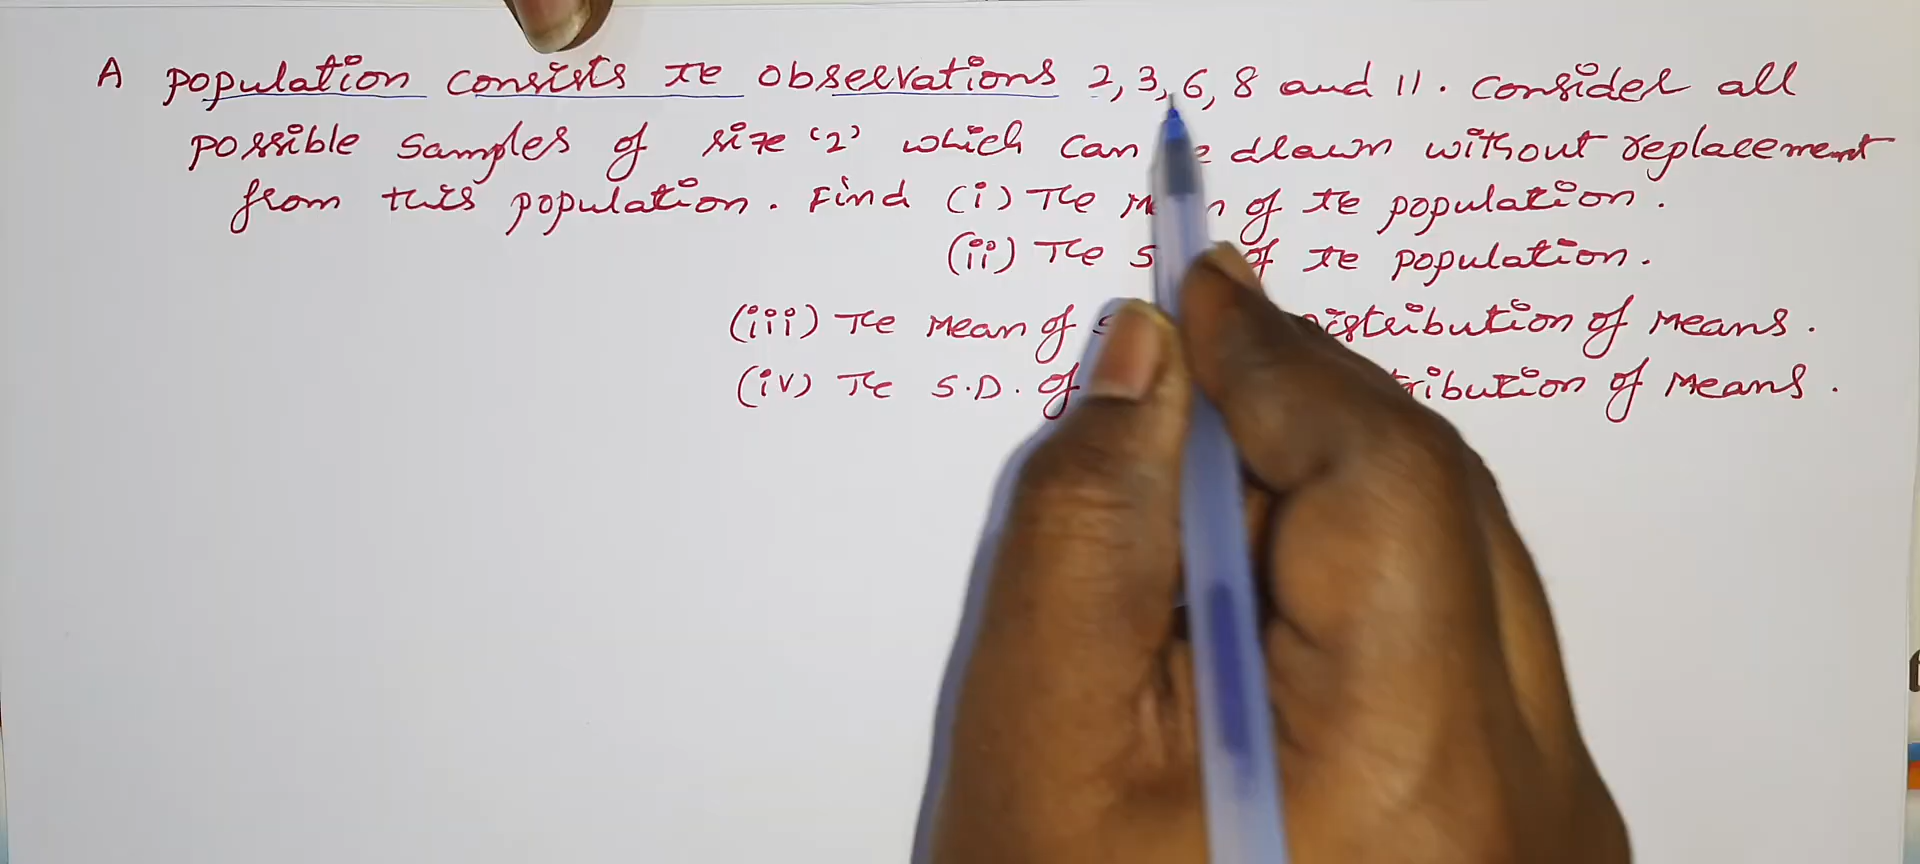 A population consists the observations 2, 3, 6, 8 and 11. Consider all
possible samples of size '2' which can drawn without replacement
from this population. Find (i) The of the population.
(ii) The of the population.
(iii) The Mean of of Means.
(iv) The S.D. of of Means.